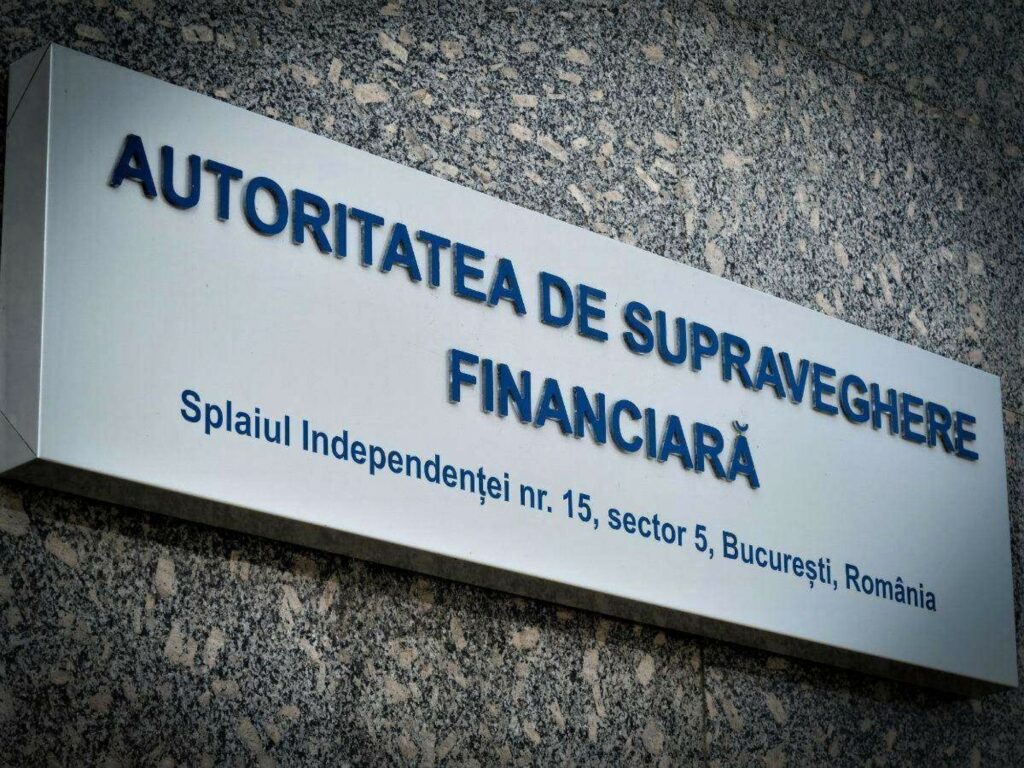 AUTORITATEA DE SUPRAVEGHERE
FINANCIARĂ
Splaiul Independenței nr. 15, sector 5, București, România